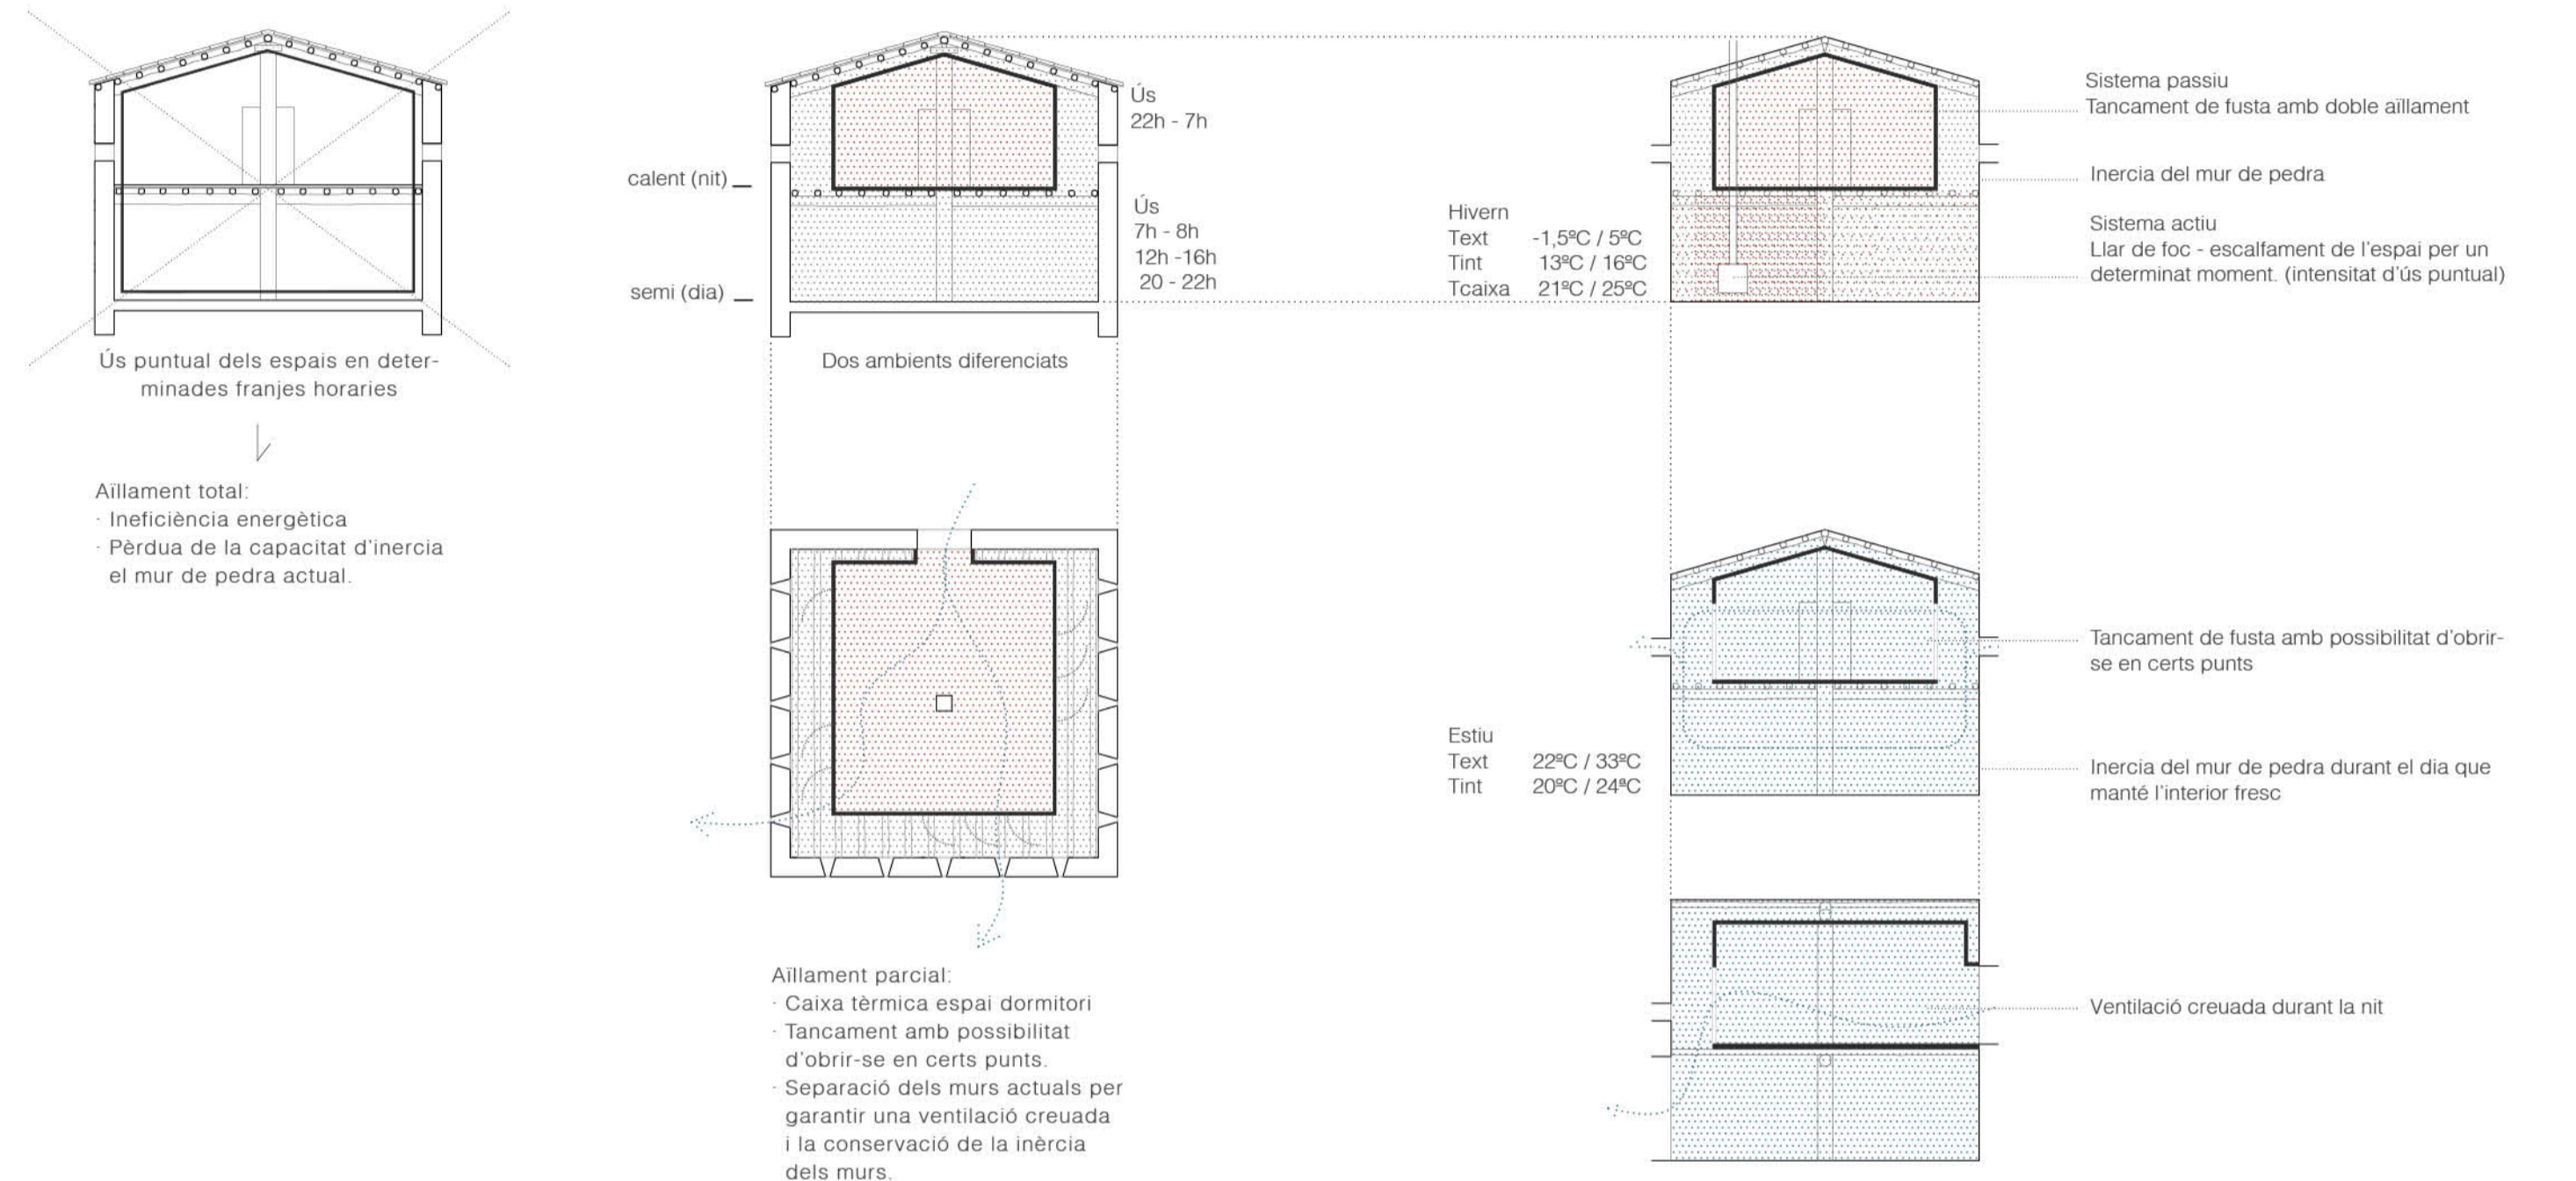 Ús puntual dels espais en deter-
minades franjes horaries
Aïllament total:
· Ineficiència energètica
· Pèrdua de la capacitat d'inercia
el mur de pedra actual.
calent (nit)
semi (dia)
Ús
22h - 7h
Ús
7h - 8h
12h -16h
20 - 22h
Dos ambients diferenciats
Aïllament parcial:
· Caixa tèrmica espai dormitori
· Tancament amb possibilitat
d'obrir-se en certs punts.
· Separació dels murs actuals per
garantir una ventilació creuada
i la conservació de la inèrcia
dels murs.
Hivern
Text -1,5ºC / 5ºC
Tint 13ºC / 16ºC
Tcaixa 21ºC / 25ºC
Sistema passiu
Tancament de fusta amb doble aïllament
Inercia del mur de pedra
Sistema actiu
Llar de foc - escalfament de l'espai per un
determinat moment. (intensitat d'ús puntual)
Estiu
Text 22ºC / 33ºC
Tint 20ºC / 24ªC
Tancament de fusta amb possibilitat d'obrir-
se en certs punts
Inercia del mur de pedra durant el dia que
manté l'interior fresc
Ventilació creuada durant la nit